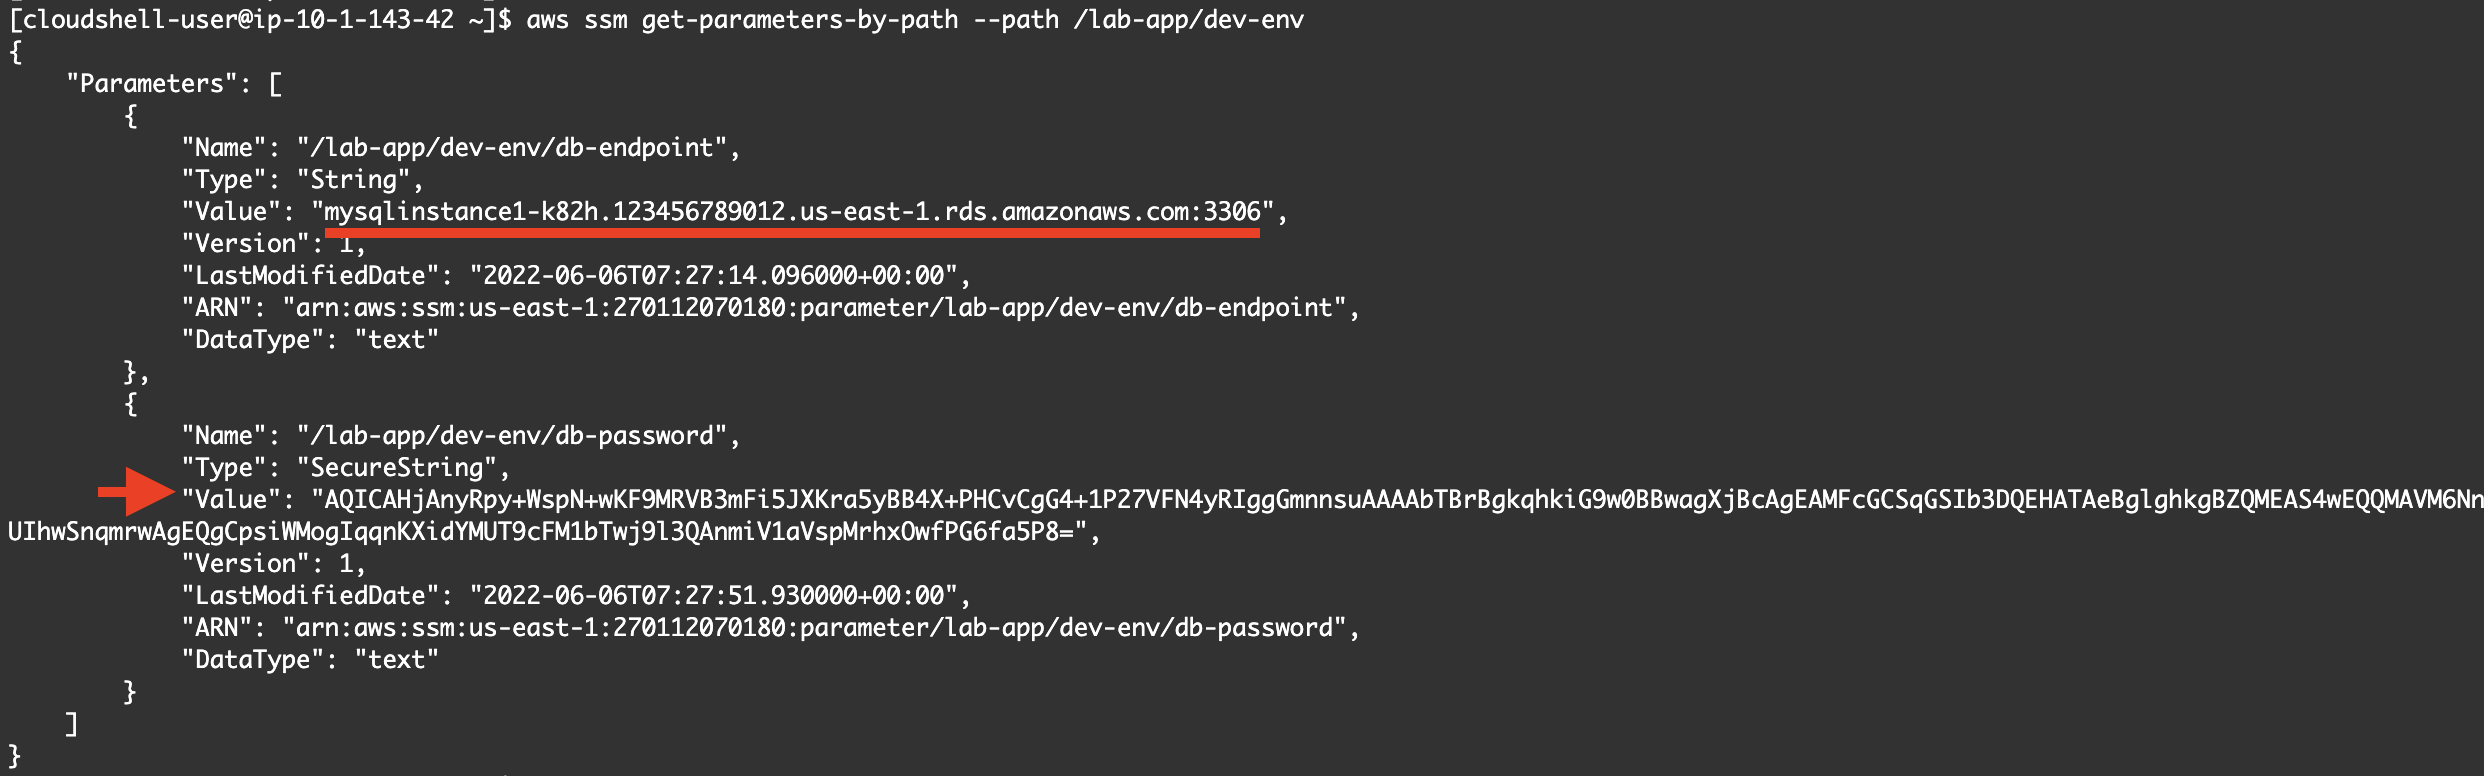 [cloudshell-user@ip-10-1-143-42 ~]$ aws ssm get-parameters-by-path --path /lab-app/dev-env
{
    "Parameters": [
        {
            "Name": "/lab-app/dev-env/db-endpoint",
            "Type": "String",
            "Value": "mysqlinstance1-k82h.123456789012.us-east-1.rds.amazonaws.com:3306",
            "Version": 1,
            "LastModifiedDate": "2022-06-06T07:27:14.096000+00:00",
            "ARN": "arn:aws:ssm:us-east-1:270112070180:parameter/lab-app/dev-env/db-endpoint",
            "DataType": "text"
        },
        {
            "Name": "/lab-app/dev-env/db-password",
            "Type": "SecureString",
            "Value": "AQICAHjAnyRpy+WspN+wKF9MRVB3mFi5JXKra5yBB4X+PHCvCgG4+1P27VFN4yRIggGmnnsuAAAAbTBrBgkqhkiG9w0BBwagXjBcAgEAMFcGCSqGSIb3DQEHATAeBglghkgBZQMEAS4wEQQMAVM6Nn
UIhwSnqmrwAgEQgCpsiWMogIqqnKXidYMUT9cFM1bTwj9l3QAnmiV1aVspMrhxOwfPG6fa5P8=",
            "Version": 1,
            "LastModifiedDate": "2022-06-06T07:27:51.930000+00:00",
            "ARN": "arn:aws:ssm:us-east-1:270112070180:parameter/lab-app/dev-env/db-password",
            "DataType": "text"
        }
    ]
}